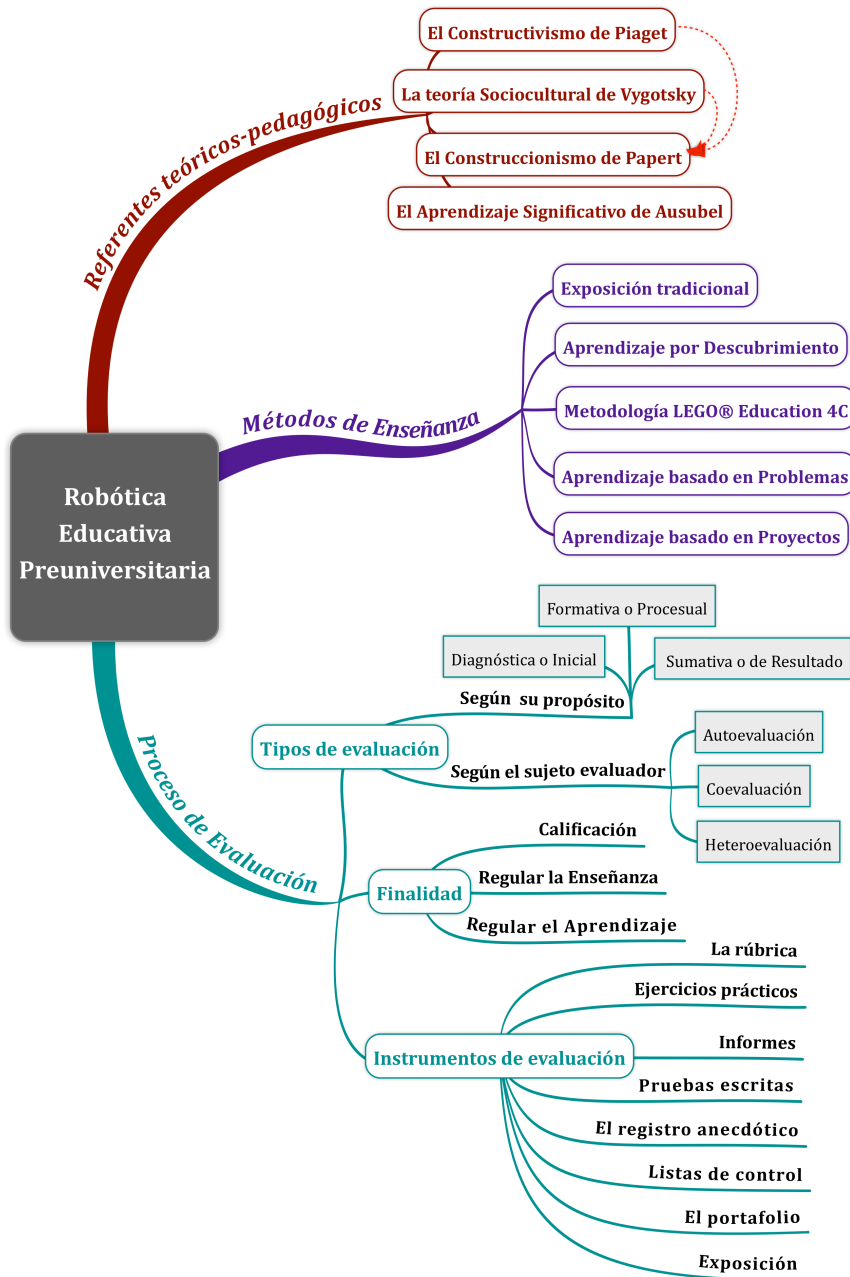 Robótica
Educativa
Preuniversitaria
Referentes teóricos-pedagógicos
El Constructivismo de Piaget
La teoría Sociocultural de Vygotsky
El Construccionismo de Papert
El Aprendizaje Significativo de Ausubel
Métodos de Enseñanza
Exposición tradicional
Aprendizaje por Descubrimiento
Metodología LEGO® Education 4C
Aprendizaje basado en Problemas
Aprendizaje basado en Proyectos
Proceso de Evaluación
Tipos de evaluación
Según su propósito
Diagnóstica o Inicial
Formativa o Procesual
Sumativa o de Resultado
Según el sujeto evaluador
Autoevaluación
Coevaluación
Heteroevaluación
Finalidad
Calificación
Regular la Enseñanza
Regular el Aprendizaje
Instrumentos de evaluación
La rúbrica
Ejercicios prácticos
Informes
Pruebas escritas
El registro anecdótico
Listas de control
El portafolio
Exposición